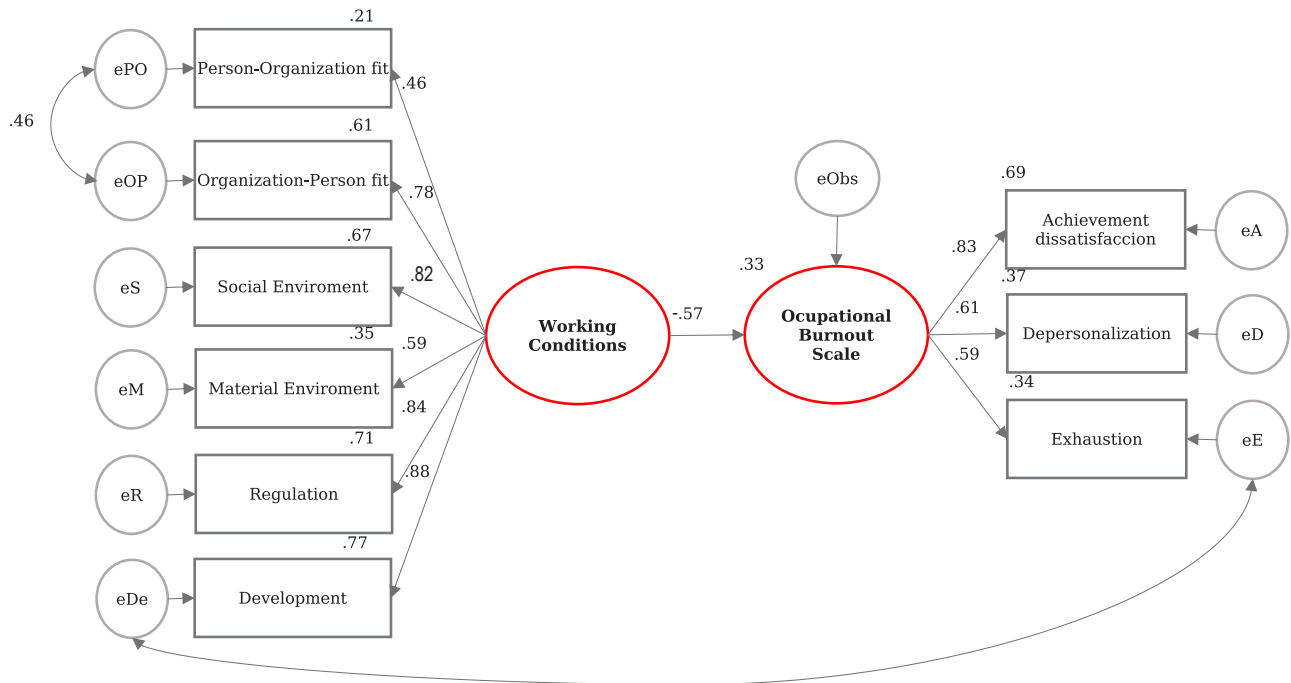 .21
ePO
Person-Organization fit
.46
.46
.61
eOP
Organization-Person fit
.78
.67
eS
Social Enviroment
.82
.35
eM
Material Enviroment
.59
.84
.71
eR
Regulation
.88
.77
eDe
Development
Working
Conditions
-.57
eObs
.33
Ocupational
Burnout
Scale
.69
.83
Achievement
dissatisfaccion
eA
.37
.61
Depersonalization
eD
.59
.34
Exhaustion
eE